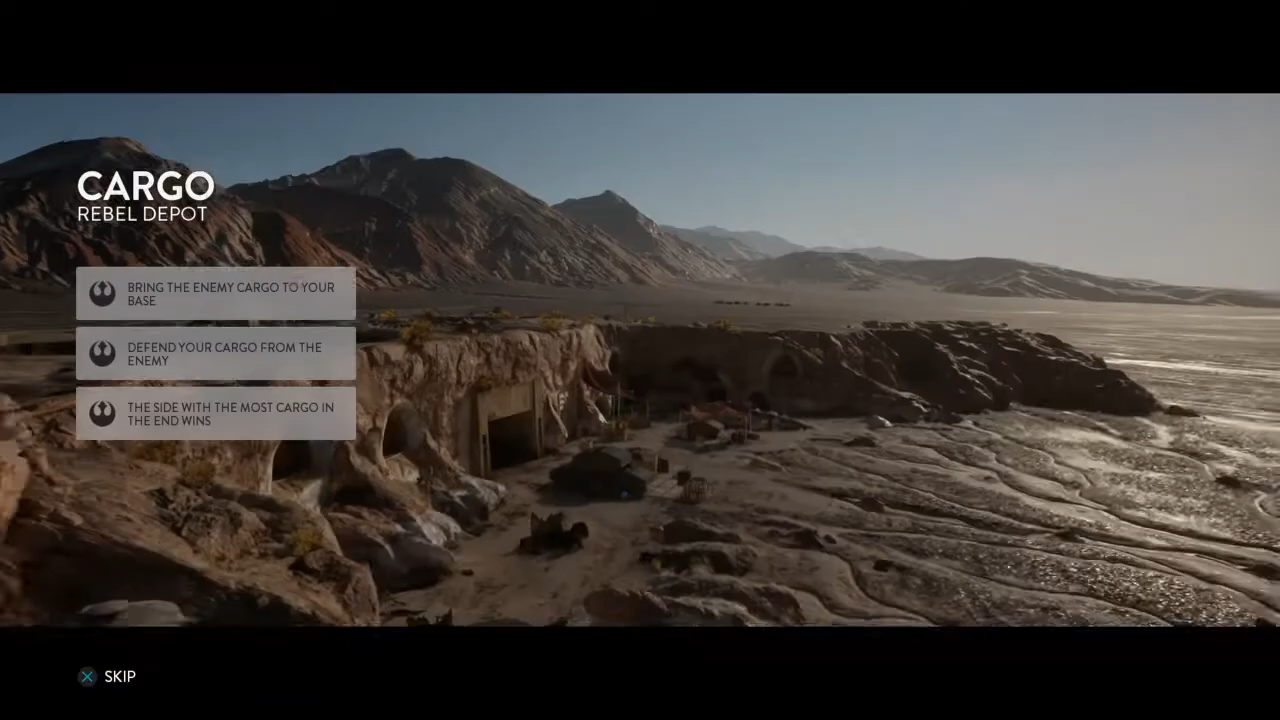 CARGO
REBEL DEPOT
BRING THE ENEMY CARGO TO YOUR
BASE
DEFEND YOUR CARGO FROM THE
ENEMY
THE SIDE WITH THE MOST CARGO IN
THE END WINS
SKIP